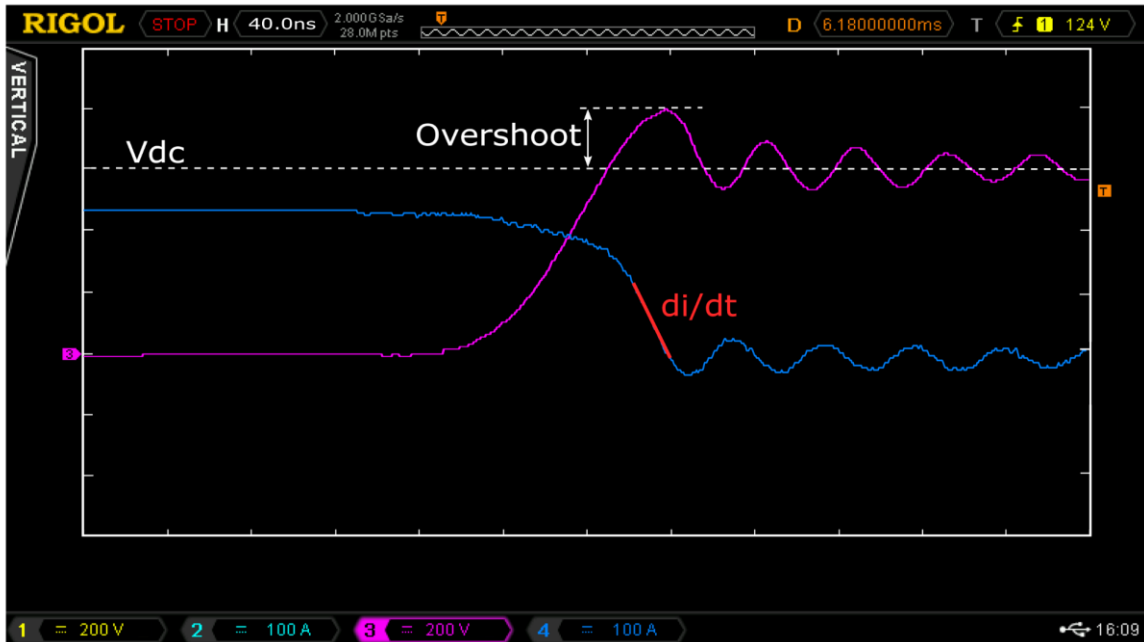 RIGOL STOP H 40.0ns 2.000GSa/s D 6.18000000ms T 1 124 V
28.0M pts
T
VERTICAL
Overshoot
Vdc
T
di/dt
3
1 = 200 V 2 = 100 A 3 = 200 V 4 = 100 A 16:09